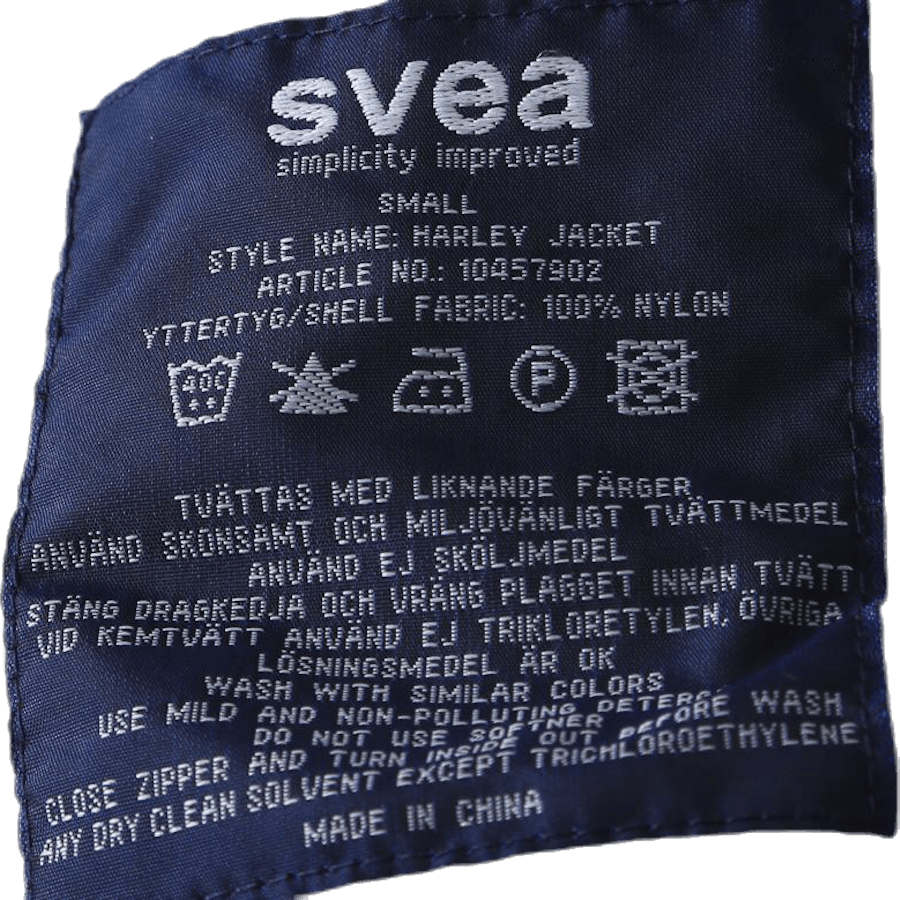 svea
simplicity improved
SMALL
STYLE NAME: HARLEY JACKET
ARTICLE NO.: 10457902
YTTERTYG/SHELL FABRIC: 100% NYLON
40C
P
TVÄTTAS MED LIKNANDE FÄRGER
ANVÄND SKONSAMT OCH MILJÖVÄNLIGT TVÄTTMEDEL
ANVÄND EJ SKÖLJMEDEL
STÄNG DRAGKEDJA OCH VRÄNG PLAGGET INNAN TVÄTT
VID KEMTVÄTT ANVÄND EJ TRIKLORETYLEN, ÖVRIGA
LÖSNINGSMEDEL ÄR OK
WASH WITH SIMILAR COLORS
USE MILD AND NON-POLLUTING
DO NOT USE SOFTNER
CLOSE ZIPPER AND TURN INSIDE OUT BEFORE WASH
ANY DRY CLEAN SOLVENT EXCEPT TRICHLOROETHYLENE
MADE IN CHINA